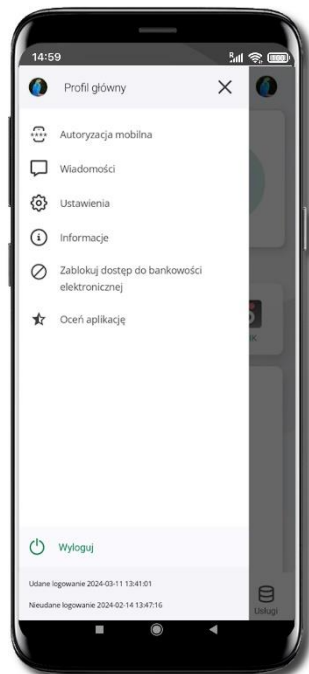 14:59
Profil główny
Autoryzacja mobilna
Wiadomości
Ustawienia
Informacje
Zablokuj dostęp do bankowości
elektronicznej
Oceń aplikację
Wyloguj
Udane logowanie 2024-03-11 13:41:01
Nieudane logowanie 2024-02-14 13:47:16
Usługi